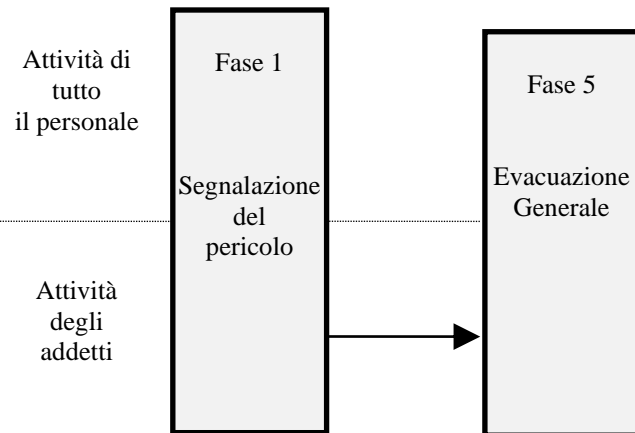 Attività di
tutto
il personale
Fase 1
Segnalazione
del
pericolo
Fase 5
Evacuazione
Generale
Attività
degli
addetti